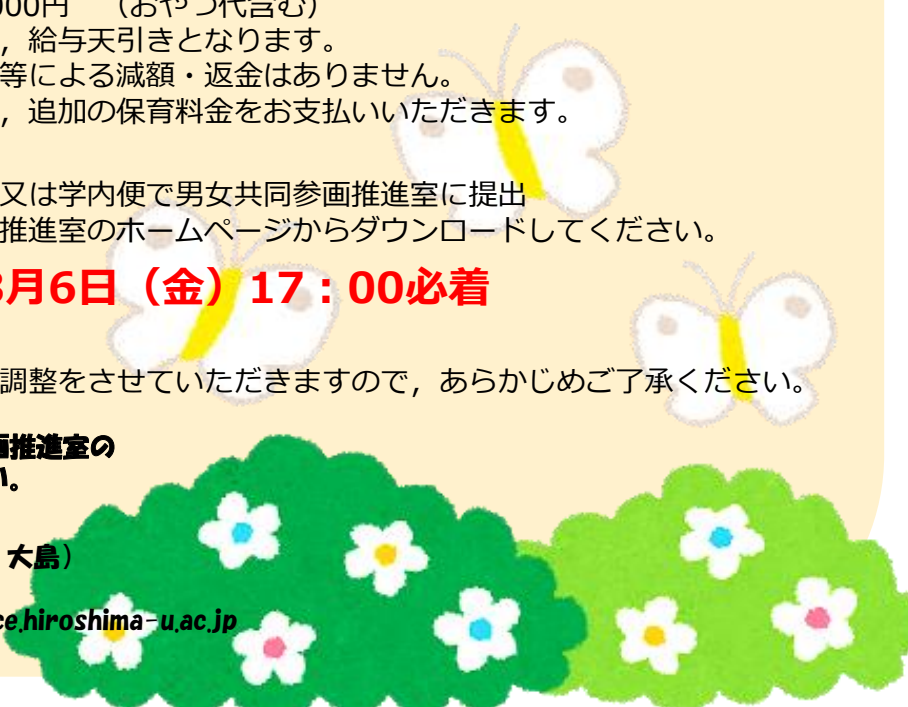 000円 （おやつ代含む）
，給与天引きとなります。
等による減額・返金はありません。
，追加の保育料金をお支払いいただきます。
又は学内便で男女共同参画推進室に提出
推進室のホームページからダウンロードしてください。
3月6日（金）17：00必着
調整をさせていただきますので，あらかじめご了承ください。
画推進室の
い。
大島）
ce.hiroshima-u.ac.jp